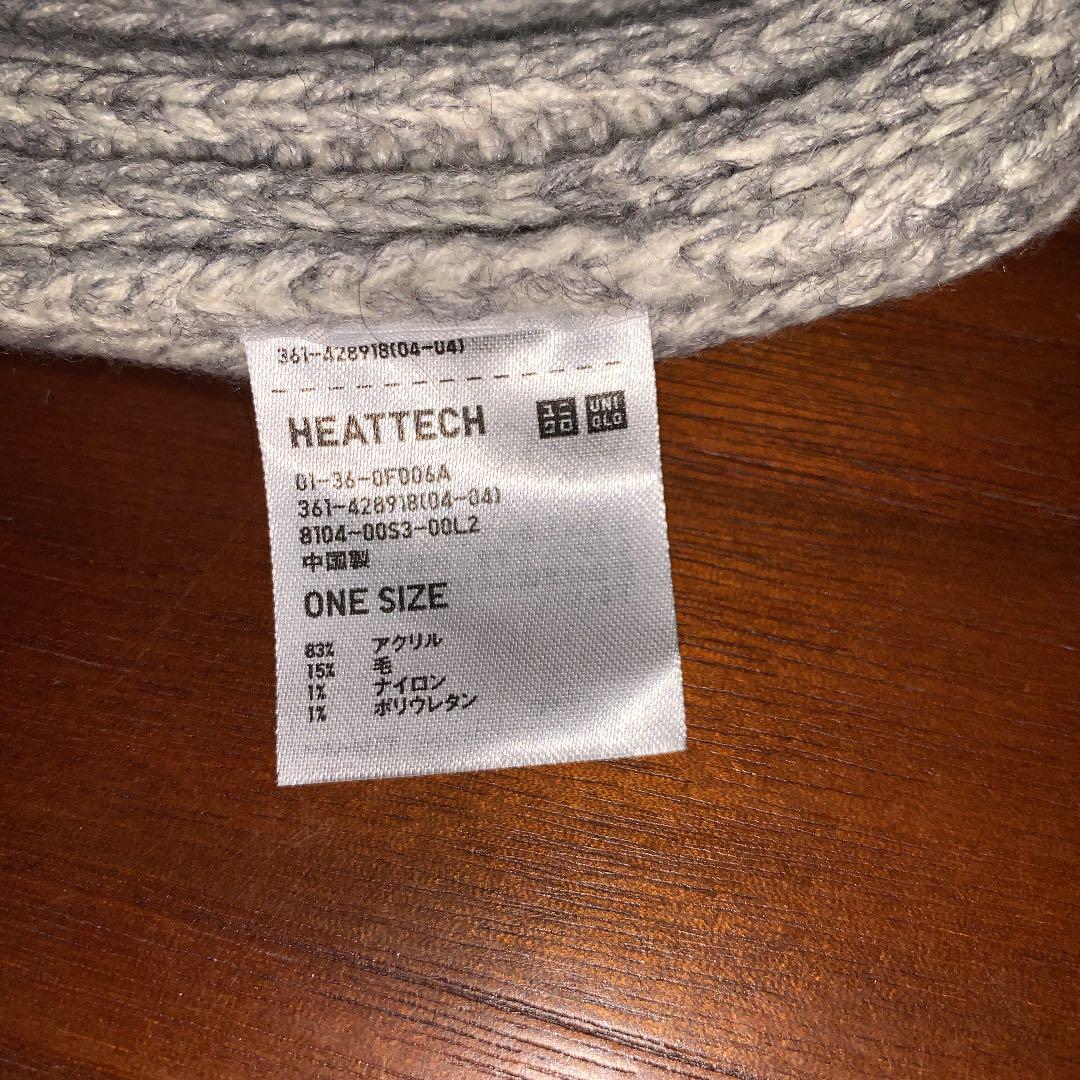 361-428918(04-04)
HEATTECH ユニクロ UNIQLO
01-36-0F006A
361-428918(04-04)
8104-00S3-00L2
中国製
ONE SIZE
83% アクリル
15% 毛
1% ナイロン
1% ポリウレタン